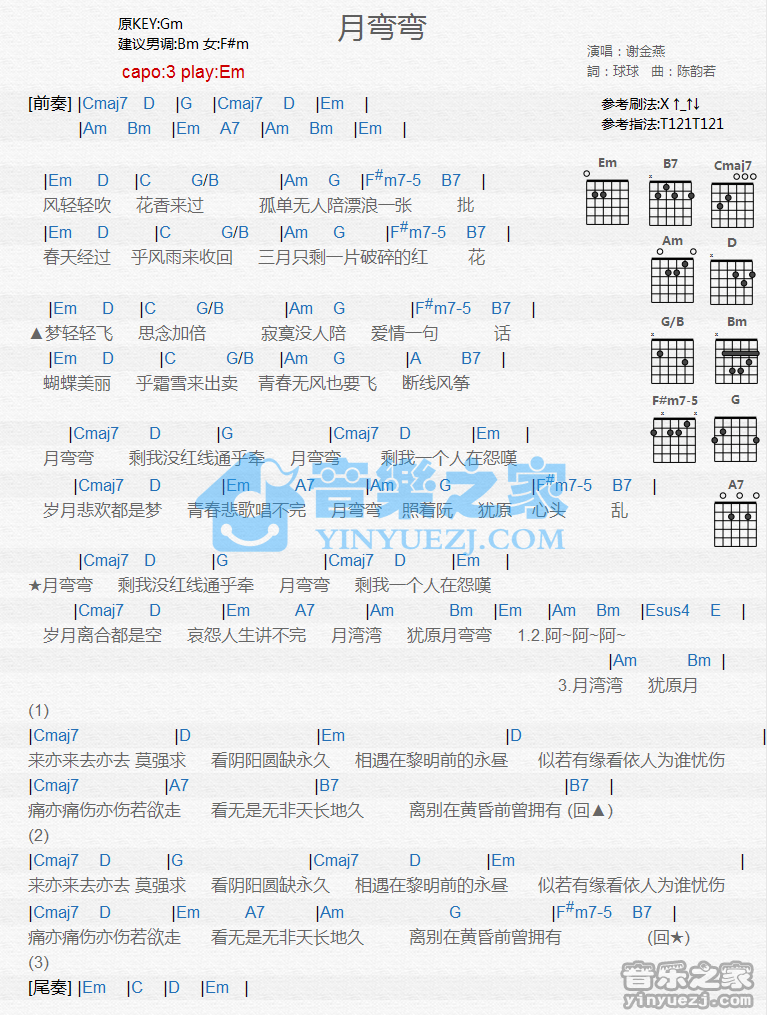 月弯弯
原KEY:Gm
建议男调:Bm 女:F#m
capo:3 play:Em
演唱：谢金燕
詞：球球 曲：陈韵若
参考刷法:X ↑_↑↓
参考指法:T121T121
[前奏] |Cmaj7 D |G |Cmaj7 D |Em |
|Am Bm |Em A7 |Am Bm |Em |
Em B7 Cmaj7
Am D
G/B Bm
F#m7-5 G
A7
|Em D |C G/B |Am G |F#m7-5 B7 |
风轻轻吹 花香来过 孤单无人陪漂浪一张 批
|Em D |C G/B |Am G |F#m7-5 B7 |
春天经过 乎风雨来收回 三月只剩一片破碎的红 花
|Em D |C G/B |Am G |F#m7-5 B7 |
▲梦轻轻飞 思念加倍 寂寞没人陪 爱情一句 话
|Em D |C G/B |Am G |A B7 |
蝴蝶美丽 乎霜雪来出卖 青春无风也要飞 断线风筝
|Cmaj7 D |G |Cmaj7 D |Em |
月弯弯 剩我没红线通乎牵 月弯弯 剩我一个人在怨嘆
|Cmaj7 D |Em A7 |Am G |F#m7-5 B7 |
岁月悲欢都是梦 青春悲歌唱不完 月弯弯 照着阮 犹原 心头 乱
音樂之家
YINYUEZJ.COM
|Cmaj7 D |G |Cmaj7 D |Em |
★月弯弯 剩我没红线通乎牵 月弯弯 剩我一个人在怨嘆
|Cmaj7 D |Em A7 |Am Bm |Em |Am Bm |Esus4 E |
岁月离合都是空 哀怨人生讲不完 月湾湾 犹原月弯弯 1.2.阿~阿~阿~
|Am Bm |
3.月湾湾 犹原月
(1)
|Cmaj7 |D |Em |D |
来亦来去亦去 莫强求 看阴阳圆缺永久 相遇在黎明前的永昼 似若有缘看依人为谁忧伤
|Cmaj7 |A7 |B7 |B7 |
痛亦痛伤亦伤若欲走 看无是无非天长地久 离别在黄昏前曾拥有 (回▲)
(2)
|Cmaj7 D |G |Cmaj7 D |Em |
来亦来去亦去 莫强求 看阴阳圆缺永久 相遇在黎明前的永昼 似若有缘看依人为谁忧伤
|Cmaj7 D |Em A7 |Am G |F#m7-5 B7 |
痛亦痛伤亦伤若欲走 看无是无非天长地久 离别在黄昏前曾拥有 (回★)
(3)
[尾奏] |Em |C |D |Em |
音乐之家
yinyuezj.com